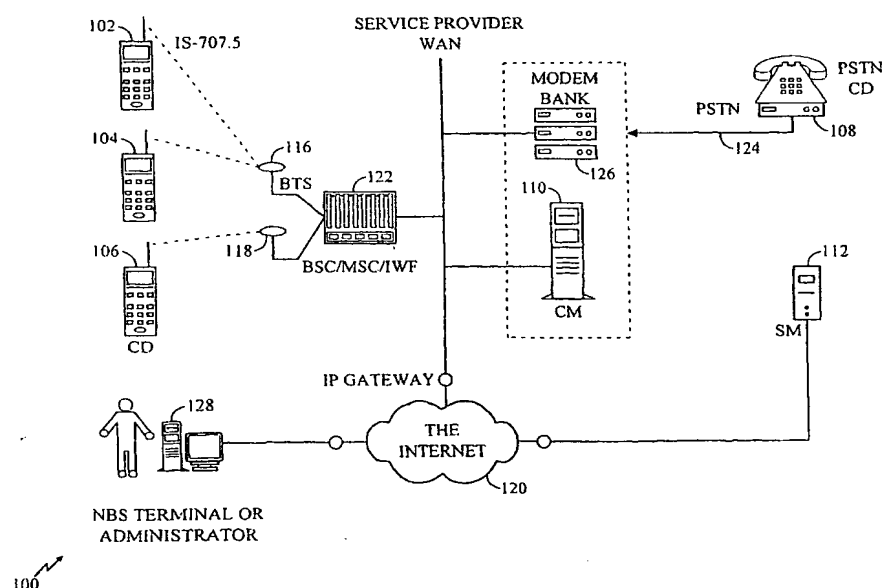 SERVICE PROVIDER
WAN
102
IS-707.5
MODEM
BANK
PSTN
CD
PSTN
108
124
104
116
BTS
122
126
110
118
BSC/MSC/IWF
106
CD
CM
112
SM
IP GATEWAY
128
THE
INTERNET
120
NBS TERMINAL OR
ADMINISTRATOR
100